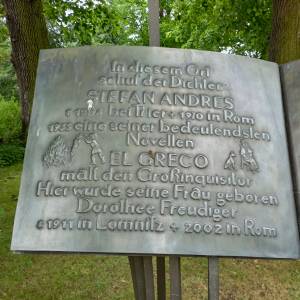 In diesem Ort
schuf der Dichter
STEFAN ANDRES
* 1906 bei Trier + 1970 in Rom
1935 eine seiner bedeutendsten
Novellen
EL GRECO
malt den Großinquisitor
Hier wurde seine Frau geboren
Dorothee Freudiger
* 1911 in Lomnitz + 2002 in Rom